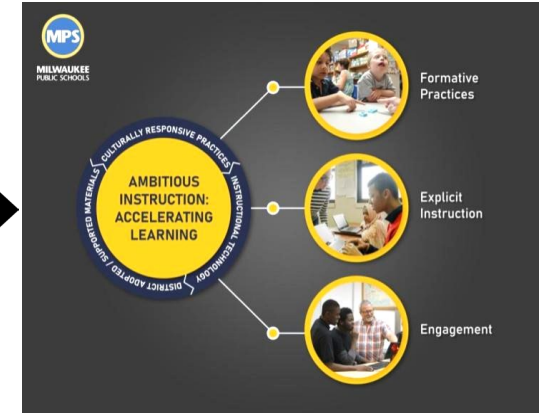 MPS
MILWAUKEE
PUBLIC SCHOOLS
CULTURALLY RESPONSIVE PRACTICES
INSTRUCTIONAL TECHNOLOGY
DISTRICT ADOPTED / SUPPORTED MATERIALS
AMBITIOUS
INSTRUCTION:
ACCELERATING
LEARNING
Formative
Practices
Explicit
Instruction
Engagement